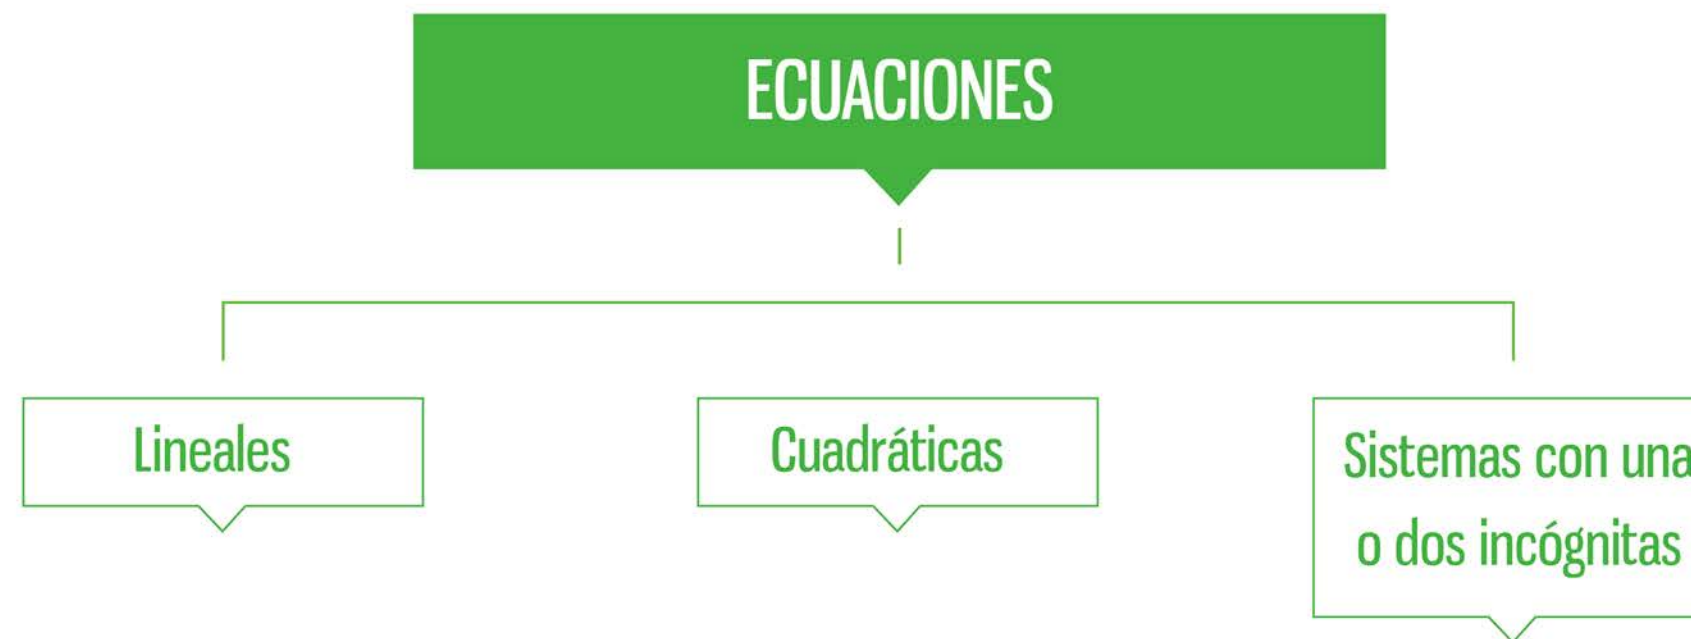 ECUACIONES
Lineales
Cuadráticas
Sistemas con una
o dos incógnitas